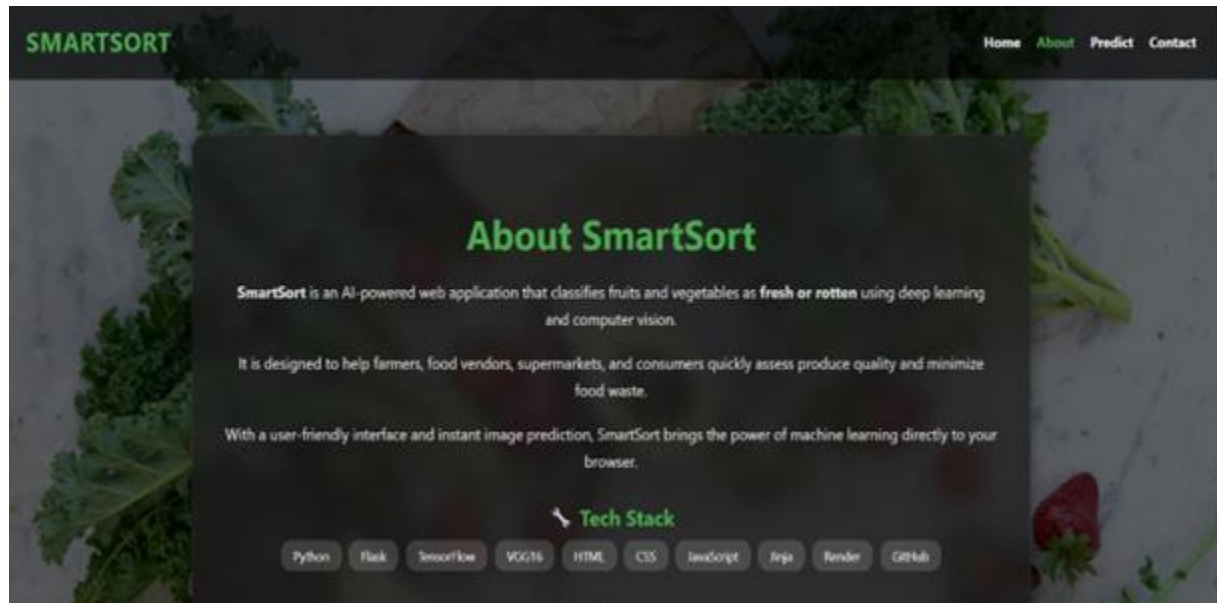 SMARTSORT
Home About Predict Contact
About SmartSort
SmartSort is an AI-powered web application that classifies fruits and vegetables as fresh or rotten using deep learning
and computer vision.
It is designed to help farmers, food vendors, supermarkets, and consumers quickly assess produce quality and minimize
food waste.
With a user-friendly interface and instant image prediction, SmartSort brings the power of machine learning directly to your
browser.
Tech Stack
Python Flask TensorFlow VGG16 HTML CSS JavaScript Jinja Render GitHub